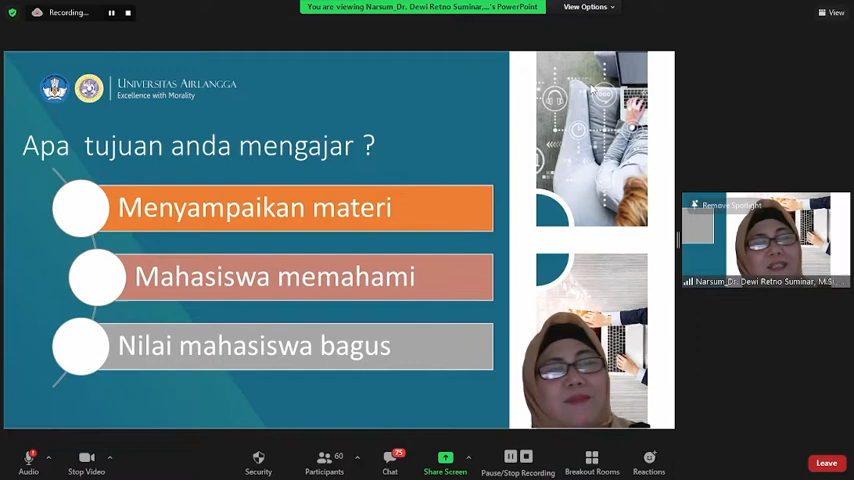 Recording...
You are viewing Narsum_Dr. Dewi Retno Suminar,...'s PowerPoint
View Options
View
UNIVERSITAS AIRLANGGA
Excellence with Morality
Apa tujuan anda mengajar ?
Menyampaikan materi
Mahasiswa memahami
Nilai mahasiswa bagus
Remove Spotlight
Narsum_Dr. Dewi Retno Suminar, M.Si, ...
60
75
Audio
Stop Video
Security
Participants
Chat
Share Screen
Pause/Stop Recording
Breakout Rooms
Reactions
Leave